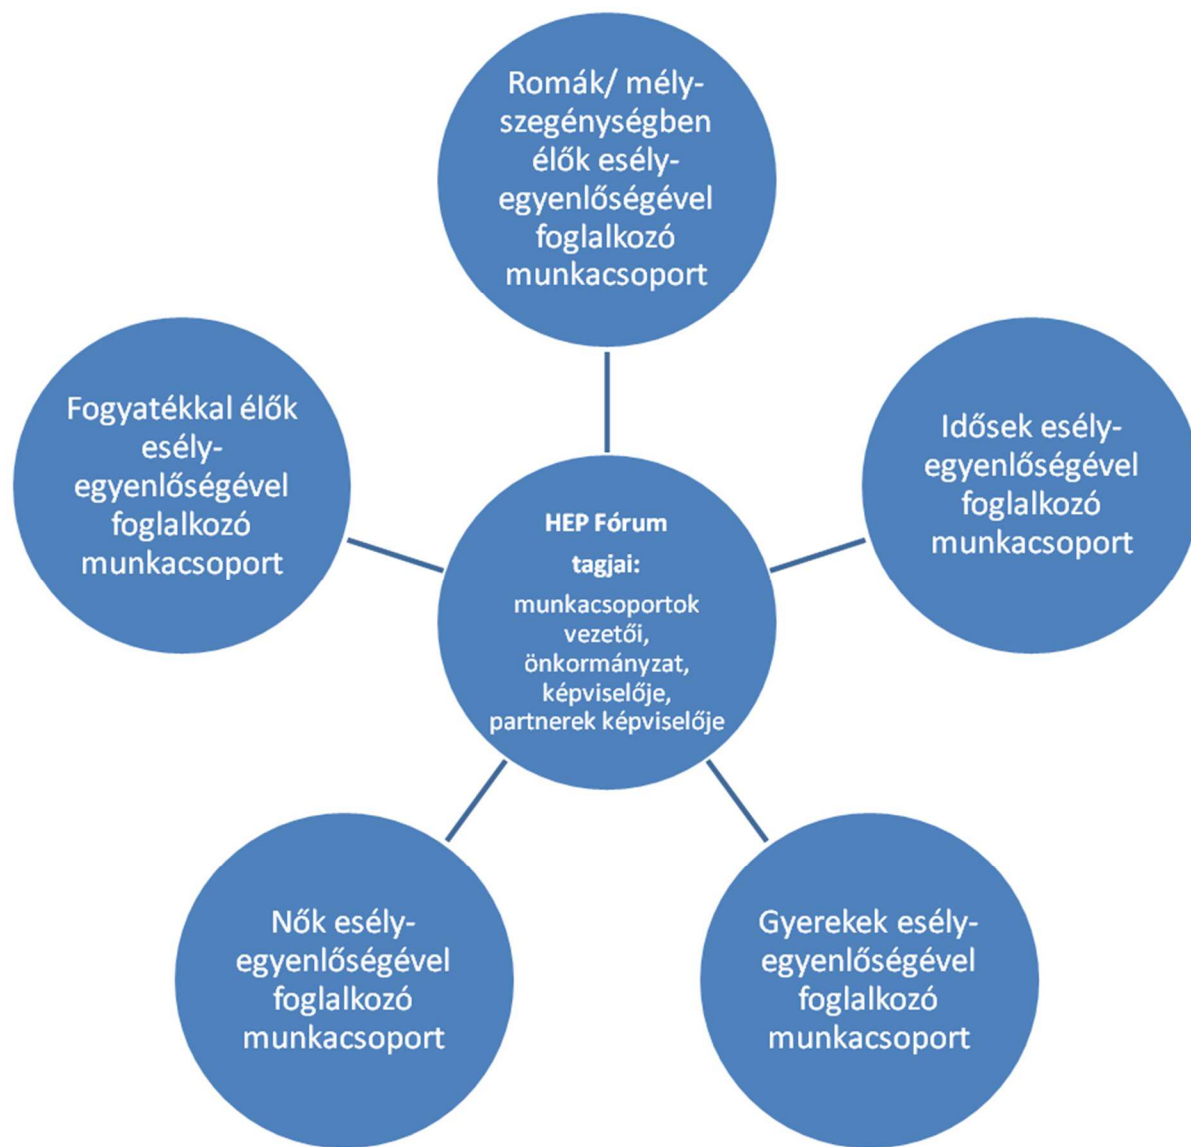 Romák/ mély-
szegénységben
élők esély-
egyenlőségével
foglalkozó
munkacsoport
Fogyatékkal élők
esély-
egyenlőségével
foglalkozó
munkacsoport
Idősek esély-
egyenlőségével
foglalkozó
munkacsoport
HEP Fórum
tagjai:
munkacsoportok
vezetői,
önkormányzat,
képviselője,
partnerek képviselője
Nők esély-
egyenlőségével
foglalkozó
munkacsoport
Gyerekek esély-
egyenlőségével
foglalkozó
munkacsoport